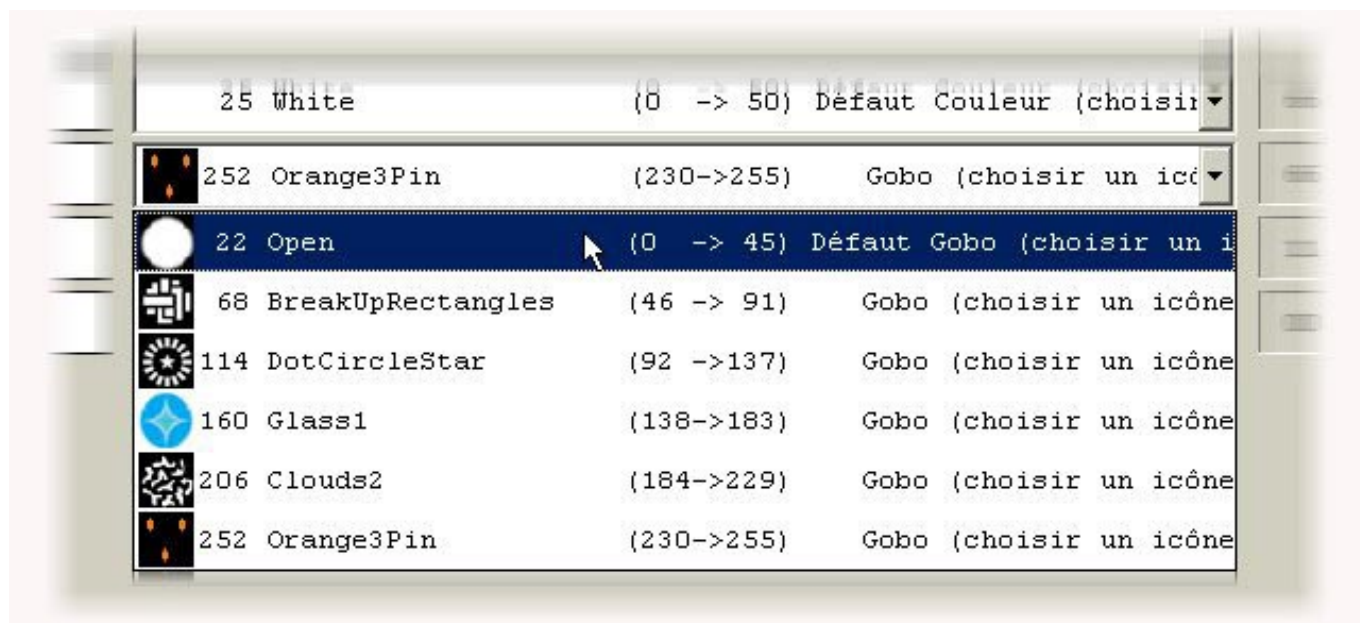 25 White (0 -> 50) Défaut Couleur (choisir
252 Orange3Pin (230->255) Gobo (choisir un icô
22 Open (0 -> 45) Défaut Gobo (choisir un i
68 BreakUpRectangles (46 -> 91) Gobo (choisir un icône
114 DotCircleStar (92 ->137) Gobo (choisir un icône
160 Glass1 (138->183) Gobo (choisir un icône
206 Clouds2 (184->229) Gobo (choisir un icône
252 Orange3Pin (230->255) Gobo (choisir un icône